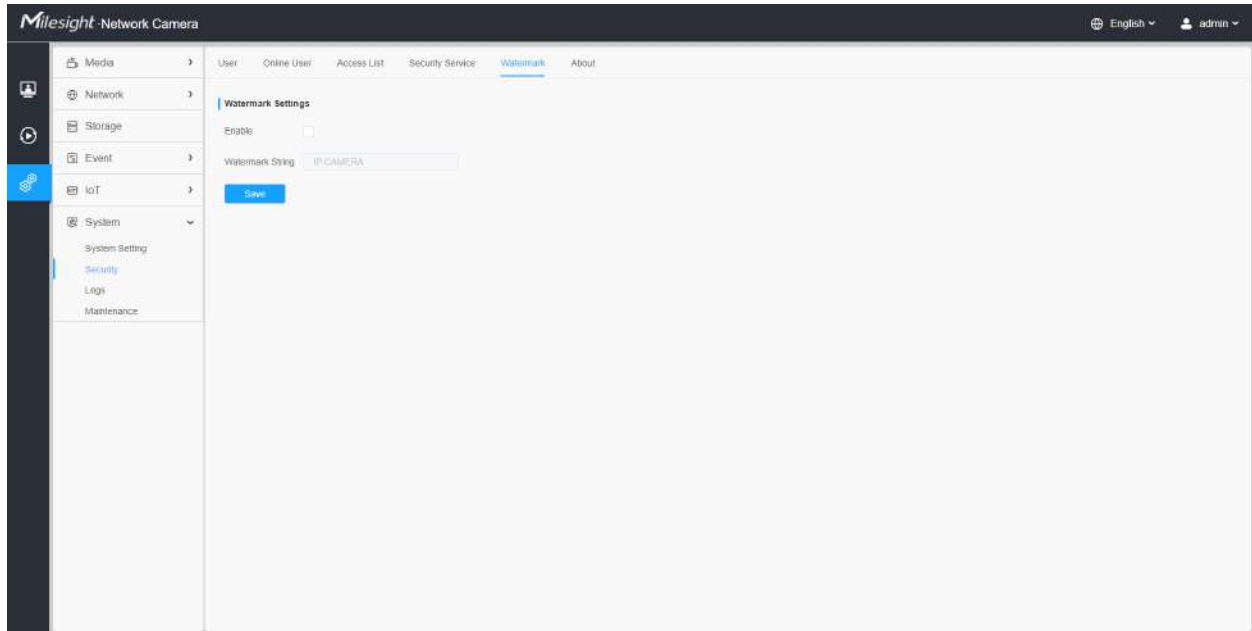 Milesight · Network Camera
English
admin
Media
Network
Storage
Event
IoT
System
System Setting
Security
Logs
Maintenance
User Online User Access List Security Service Watermark About
Watermark Settings
Enable
Watermark String IP CAMERA
Save